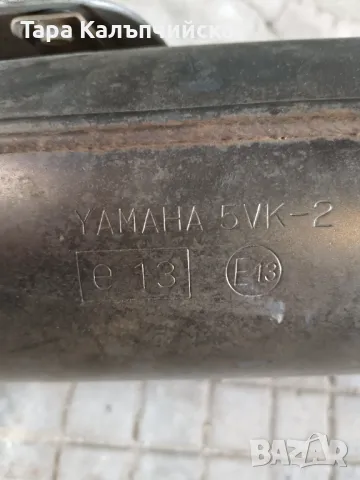 Тара Калъпчийско
YAMAHA 5VK-2
e 13 E13
BAZAR